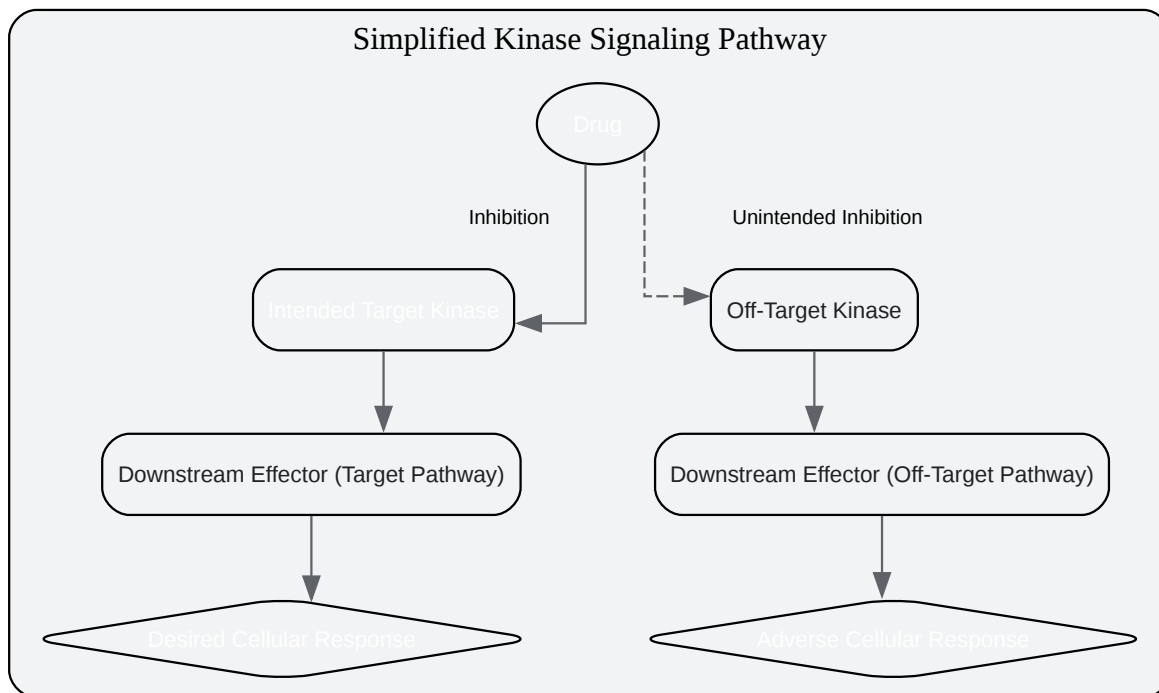 Simplified Kinase Signaling Pathway
Drug
Inhibition
Unintended Inhibition
Intended Target Kinase
Off-Target Kinase
Downstream Effector (Target Pathway)
Downstream Effector (Off-Target Pathway)
Desired Cellular Response
Adverse Cellular Response